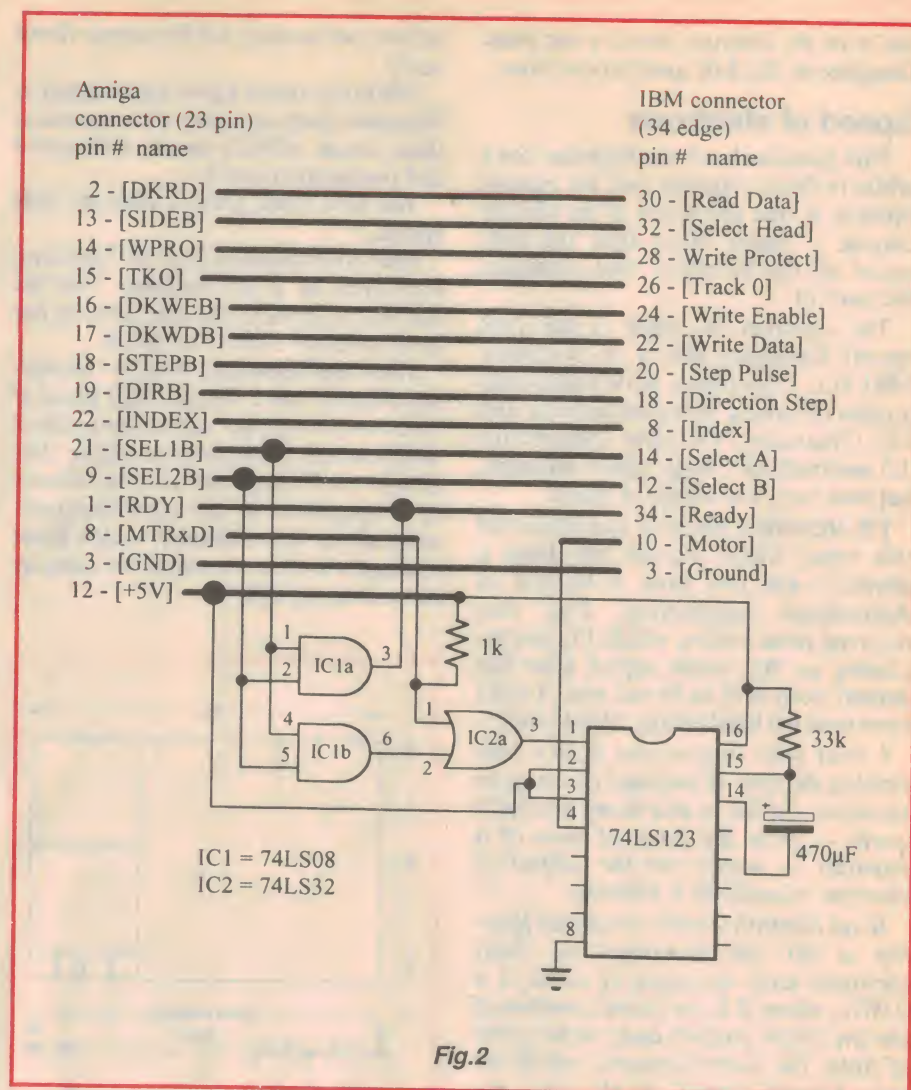 Amiga
connector (23 pin)
pin # name
IBM connector
(34 edge)
pin # name
2 - [DKRD]
30 - [Read Data]
13 - [SIDEB]
32 - [Select Head]
14 - [WPRO]
28 - Write Protect]
15 - [TKO]
26 - [Track 0]
16 - [DKWEB]
24 - [Write Enable]
17 - [DKWDB]
22 - [Write Data]
18 - [STEPB]
20 - [Step Pulse]
19 - [DIRB]
18 - [Direction Step]
22 - [INDEX]
8 - [Index]
21 - [SEL1B]
14 - [Select A]
9 - [SEL2B]
12 - [Select B]
1 - [RDY]
34 - [Ready]
8 - [MTRxD]
10 - [Motor]
3 - [GND]
3 - [Ground]
12 - [+5V]
1
2
IC1a
3
1k
4
5
IC1b
6
1
2
IC2a
3
1
2
3
4
8
74LS123
16
15
14
33k
+
470µF
IC1 = 74LS08
IC2 = 74LS32
Fig.2